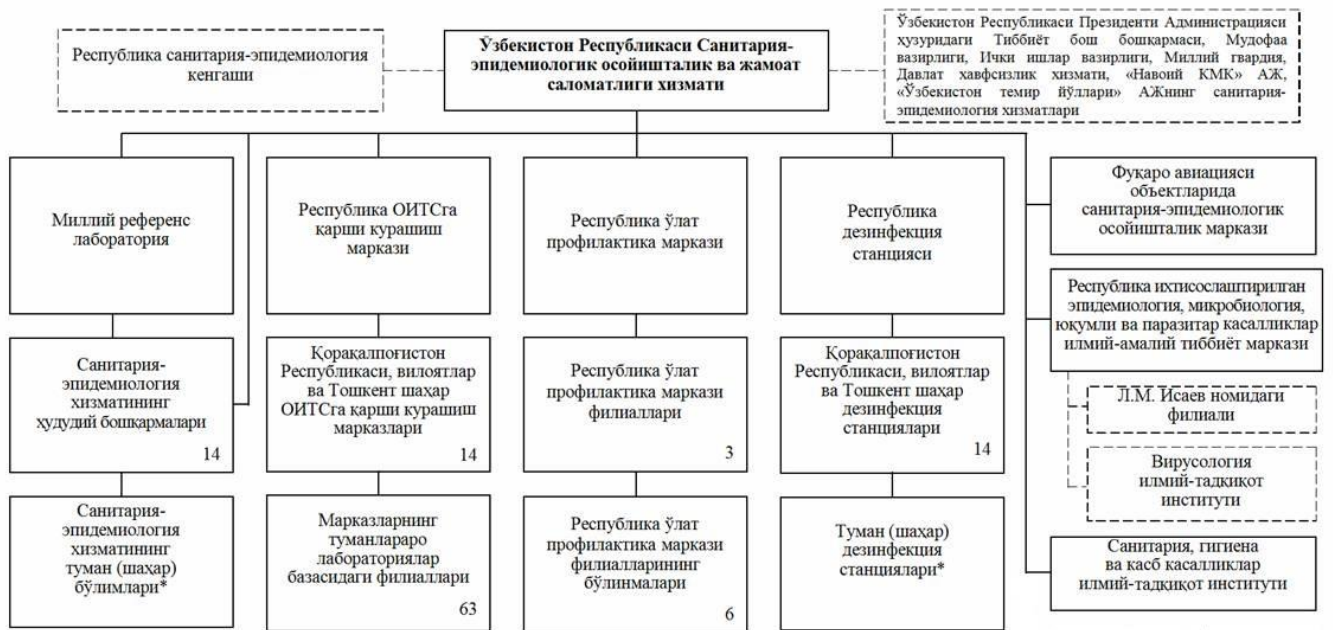 Республика санитария-эпидемиология
кенгаши
Ўзбекистон Республикаси Санитария-
эпидемиологик осойишталик ва жамоат
саломатлиги хизмати
Ўзбекистон Республикаси Президенти Администрацияси
ҳузуридаги Тиббиёт бош бошқармаси, Мудофаа
вазирлиги, Ички ишлар вазирлиги, Миллий гвардия,
Давлат хавфсизлик хизмати, «Навоий КМК» АЖ,
«Ўзбекистон темир йўллари» АЖнинг санитария-
эпидемиология хизматлари
Миллий референс
лаборатория
Республика ОИТСга
қарши курашиш
маркази
Республика ўлат
профилактика маркази
Республика
дезинфекция
станцияси
Фуқаро авиацияси
объектларида
санитария-эпидемиологик
осойишталик маркази
Республика ихтисослаштирилган
эпидемиология, микробиология,
юқумли ва паразитар касалликлар
илмий-амалий тиббиёт маркази
Санитария-
эпидемиология
хизматининг
ҳудудий бошқармалари
14
Қорақалпоғистон
Республикаси, вилоятлар
ва Тошкент шаҳар
ОИТСга қарши курашиш
марказлари
14
Республика ўлат
профилактика маркази
филиаллари
3
Қорақалпоғистон
Республикаси, вилоятлар
ва Тошкент шаҳар
дезинфекция
станциялари
14
Л.М. Исаев номидаги
филиали
Вирусология
илмий-тадқиқот
институти
Санитария-
эпидемиология
хизматининг
туман (шаҳар)
бўлимлари*
Марказларнинг
туманлараро
лабораториялар
базасидаги филиаллари
63
Республика ўлат
профилактика маркази
филиалларининг
бўлинмалари
6
Туман (шаҳар)
дезинфекция
станциялари*
Санитария, гигиена
ва касб касалликлар
илмий-тадқиқот институти